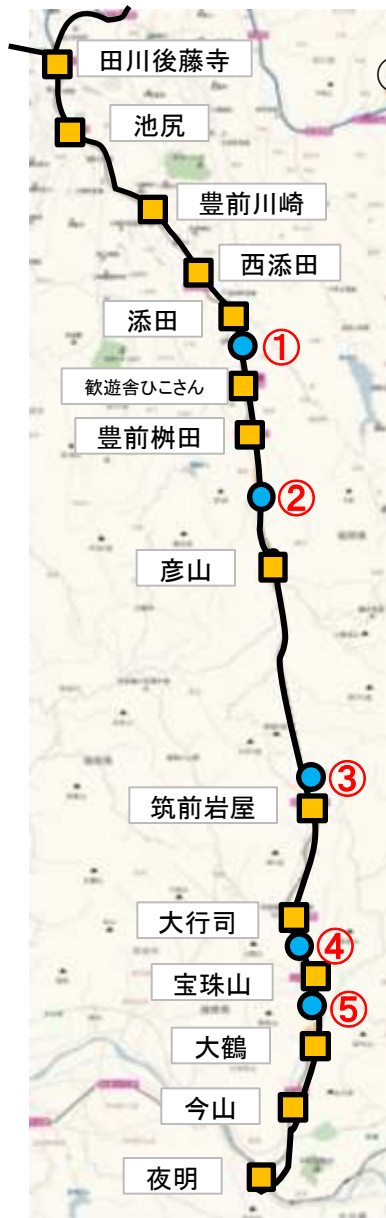 田川後藤寺
池尻
豊前川崎
西添田
添田
①
歓遊舎ひこさん
豊前桝田
②
彦山
③
筑前岩屋
大行司
④
宝珠山
⑤
大鶴
今山
夜明